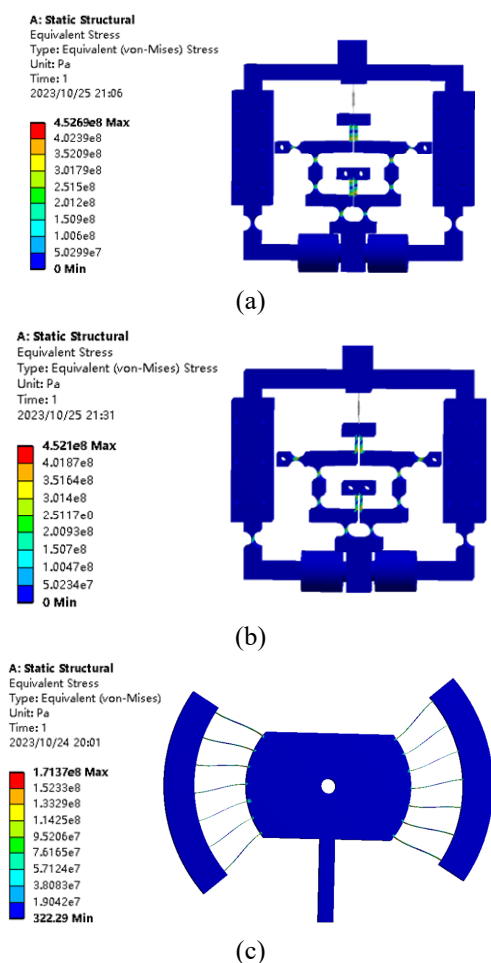 A: Static Structural
Equivalent Stress
Type: Equivalent (von-Mises) Stress
Unit: Pa
Time: 1
2023/10/25 21:06
4.5269e8 Max
4.0239e8
3.5209e8
3.0179e8
2.515e8
2.012e8
1.509e8
1.006e8
5.0299e7
0 Min
(a)
A: Static Structural
Equivalent Stress
Type: Equivalent (von-Mises) Stress
Unit: Pa
Time: 1
2023/10/25 21:31
4.521e8 Max
4.0187e8
3.5164e8
3.014e8
2.5117e0
2.0093e8
1.507e8
1.0047e8
5.0234e7
0 Min
(b)
A: Static Structural
Equivalent Stress
Type: Equivalent (von-Mises)
Unit: Pa
Time: 1
2023/10/24 20:01
1.7137e8 Max
1.5233e8
1.3329e8
1.1425e8
9.5206e7
7.6165e7
5.7124e7
3.8083e7
1.9042e7
322.29 Min
(c)